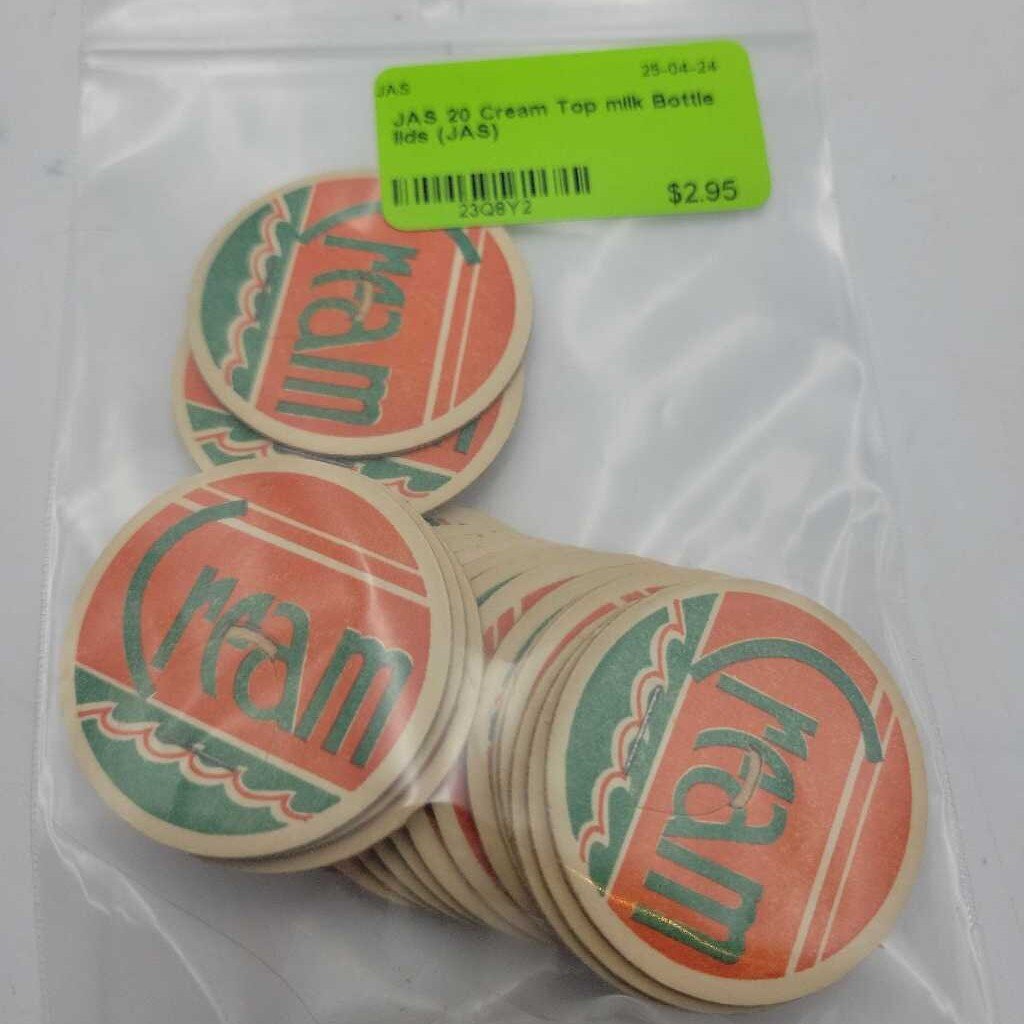 JAS 25-04-24
JAS 20 Cream Top milk Bottle
lids (JAS)
23Q8Y2 $2.95
Cream
Cream
Cream